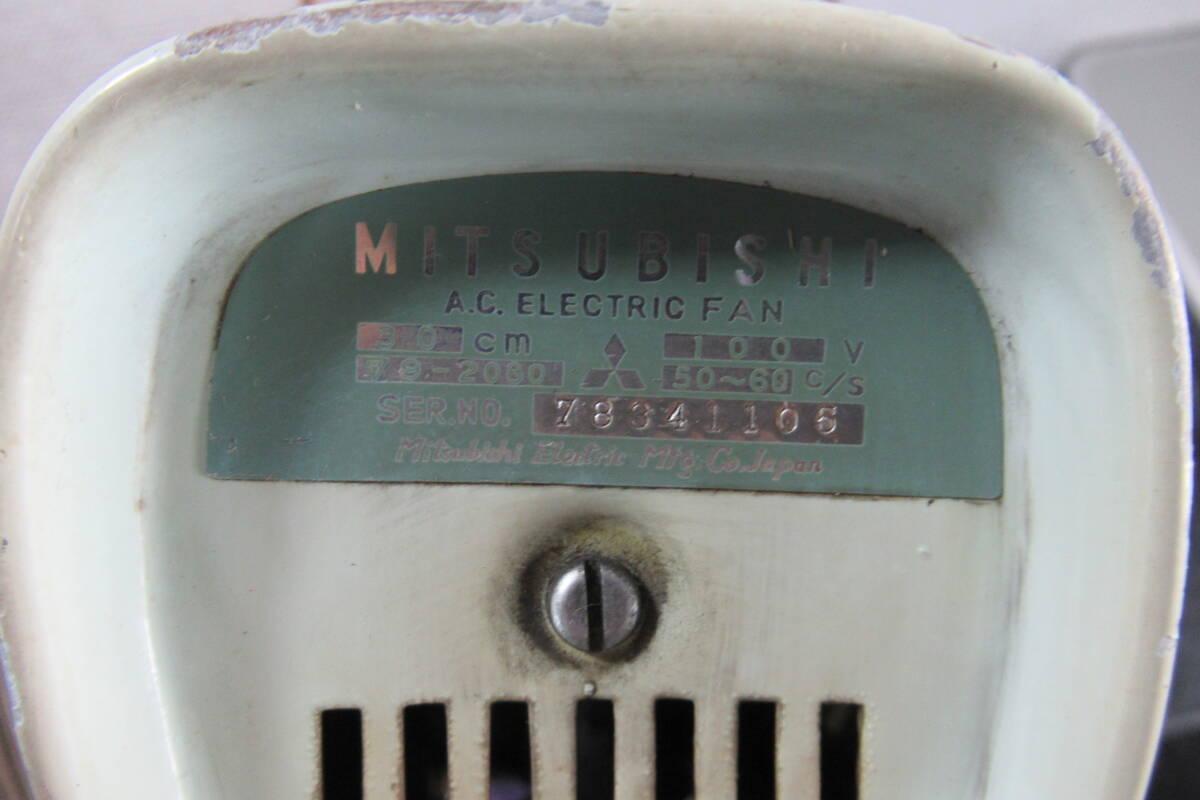 MITSUBISHI
A.C. ELECTRIC FAN
30 cm 100 V
50~60 C/S
SER.NO. 78341106
Mitsubishi Electric Mfg. Co. Japan